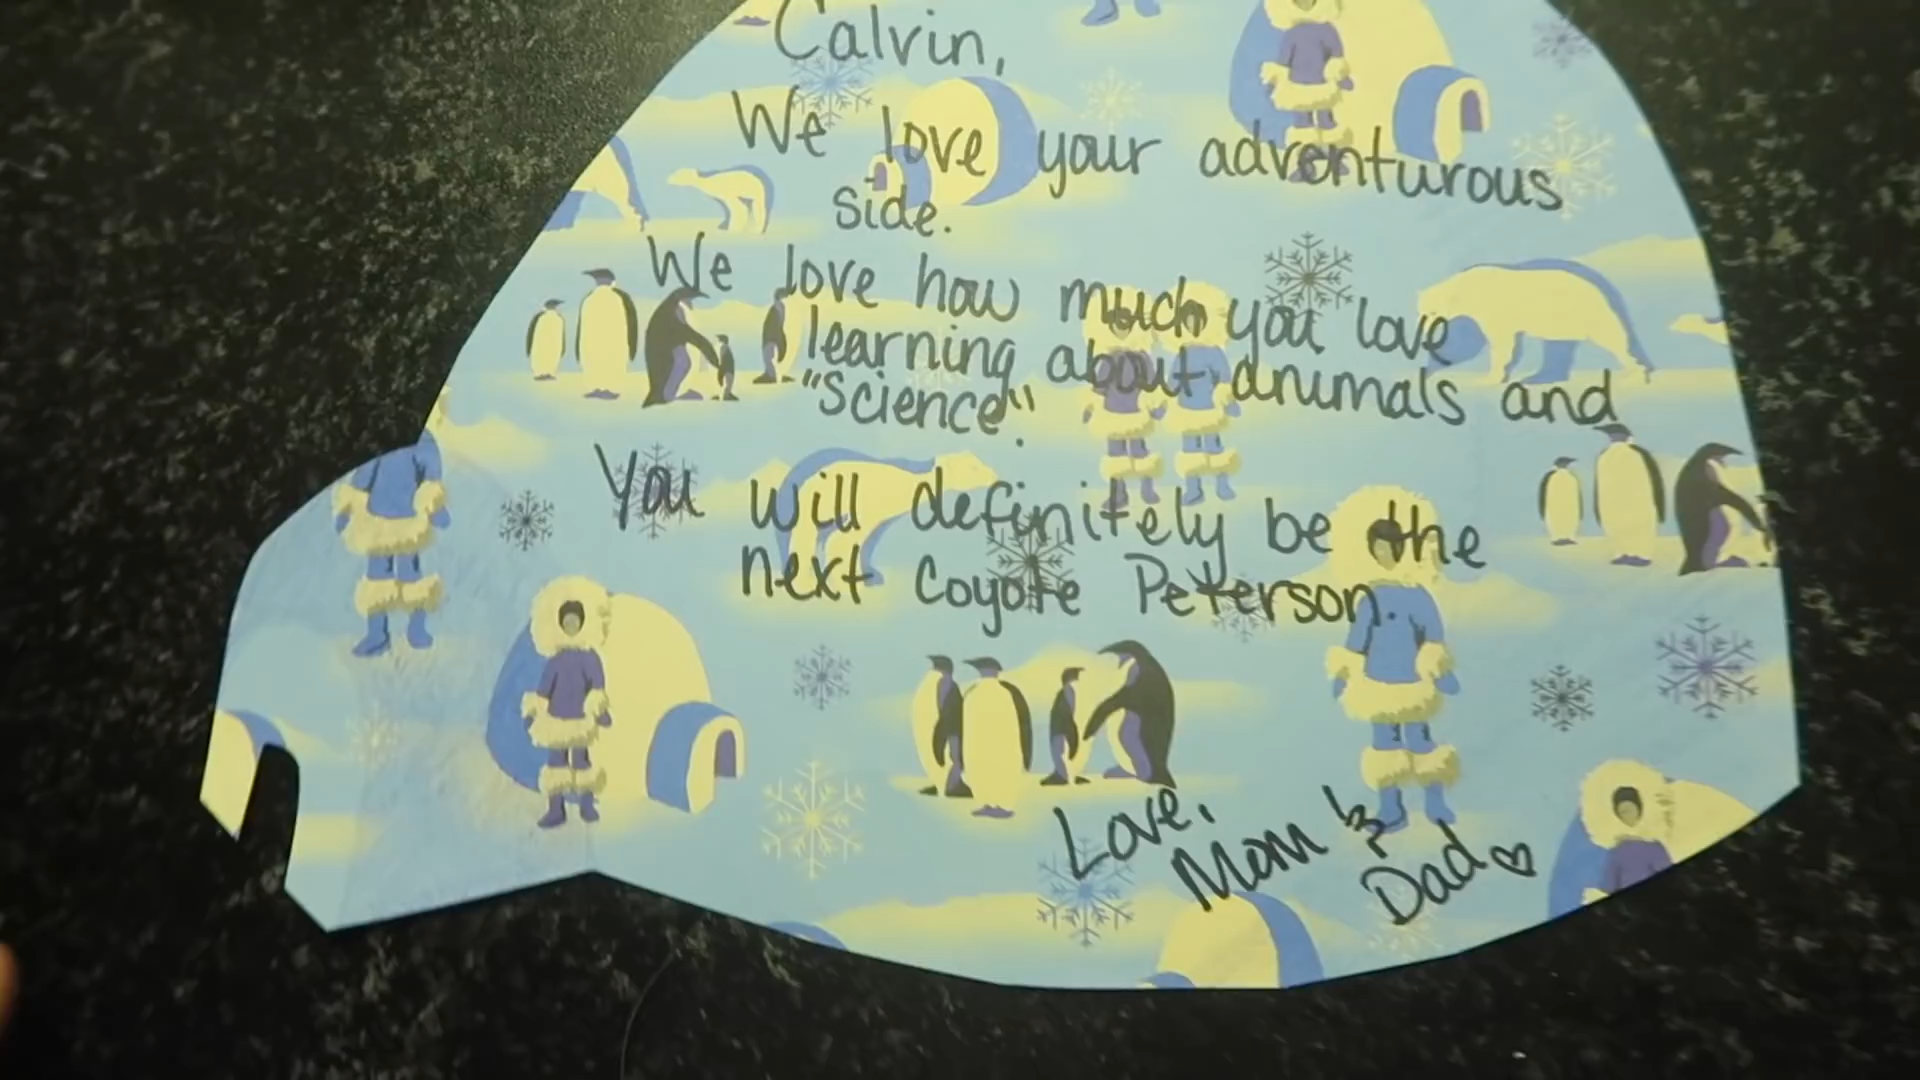 Calvin,
We love your adventurous
side.
We love how much you love
learning about animals and
"Science".
You will definitely be the
next Coyote Peterson.
Love,
Mom &
Dad ♡